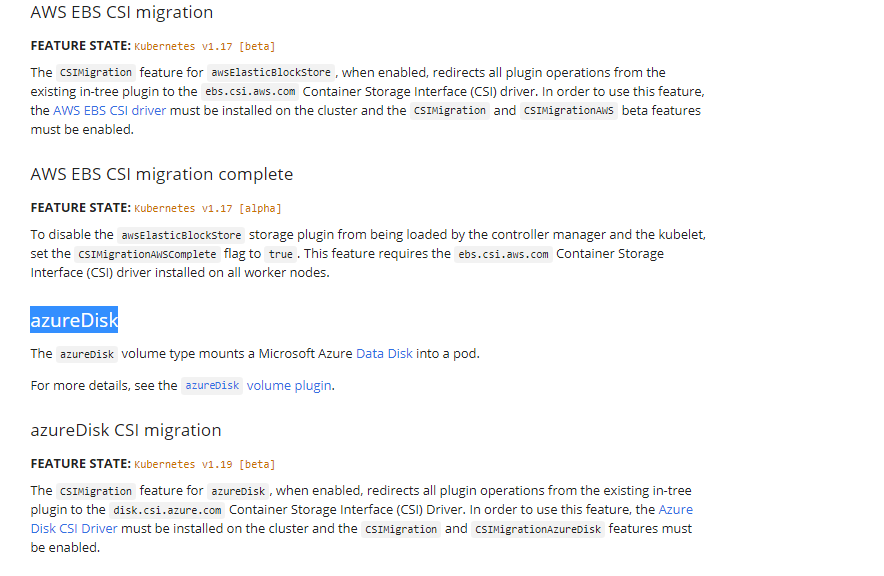 AWS EBS CSI migration
FEATURE STATE: Kubernetes v1.17 [beta]
The CSIMigration feature for awsElasticBlockStore, when enabled, redirects all plugin operations from the
existing in-tree plugin to the ebs.csi.aws.com Container Storage Interface (CSI) driver. In order to use this feature,
the AWS EBS CSI driver must be installed on the cluster and the CSIMigration and CSIMigrationAWS beta features
must be enabled.
AWS EBS CSI migration complete
FEATURE STATE: Kubernetes v1.17 [alpha]
To disable the awsElasticBlockStore storage plugin from being loaded by the controller manager and the kubelet,
set the CSIMigrationAWSComplete flag to true. This feature requires the ebs.csi.aws.com Container Storage
Interface (CSI) driver installed on all worker nodes.
azureDisk
The azureDisk volume type mounts a Microsoft Azure Data Disk into a pod.
For more details, see the azureDisk volume plugin.
azureDisk CSI migration
FEATURE STATE: Kubernetes v1.19 [beta]
The CSIMigration feature for azureDisk, when enabled, redirects all plugin operations from the existing in-tree
plugin to the disk.csi.azure.com Container Storage Interface (CSI) Driver. In order to use this feature, the Azure
Disk CSI Driver must be installed on the cluster and the CSIMigration and CSIMigrationAzureDisk features must
be enabled.